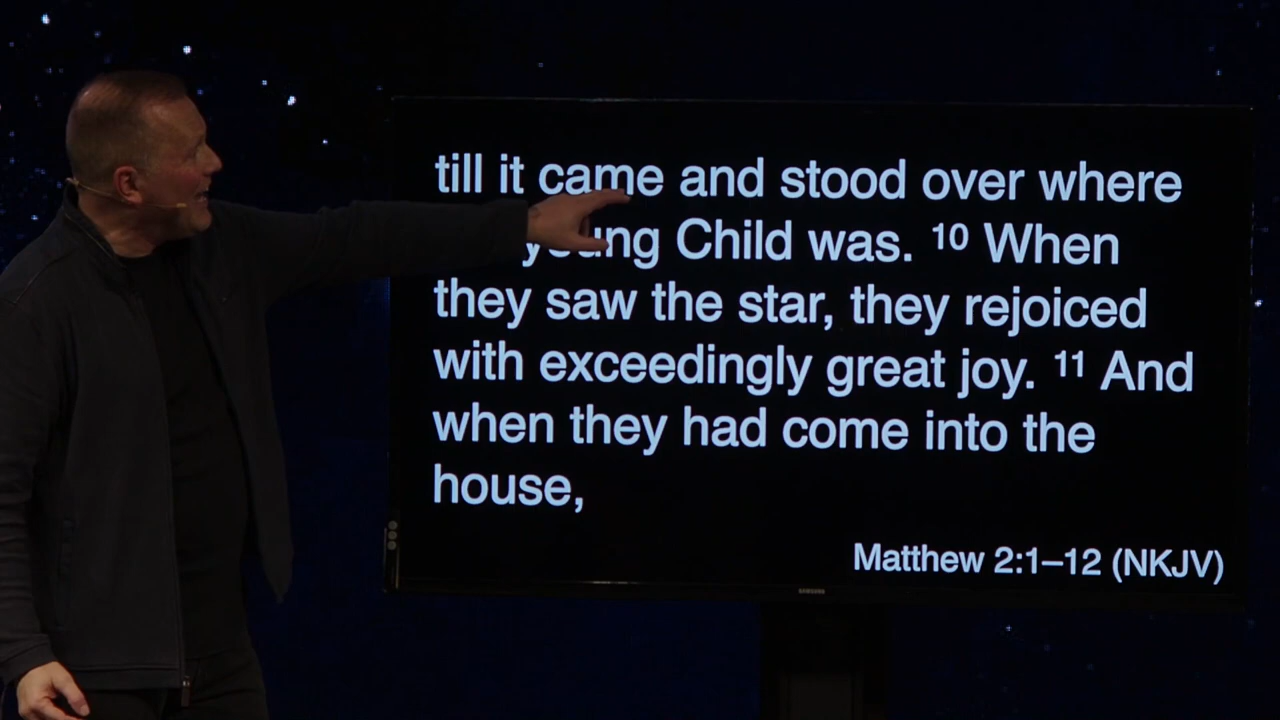 till it came and stood over where
young Child was. 10 When
they saw the star, they rejoiced
with exceedingly great joy. 11 And
when they had come into the
house,
Matthew 2:1–12 (NKJV)
SAMSUNG